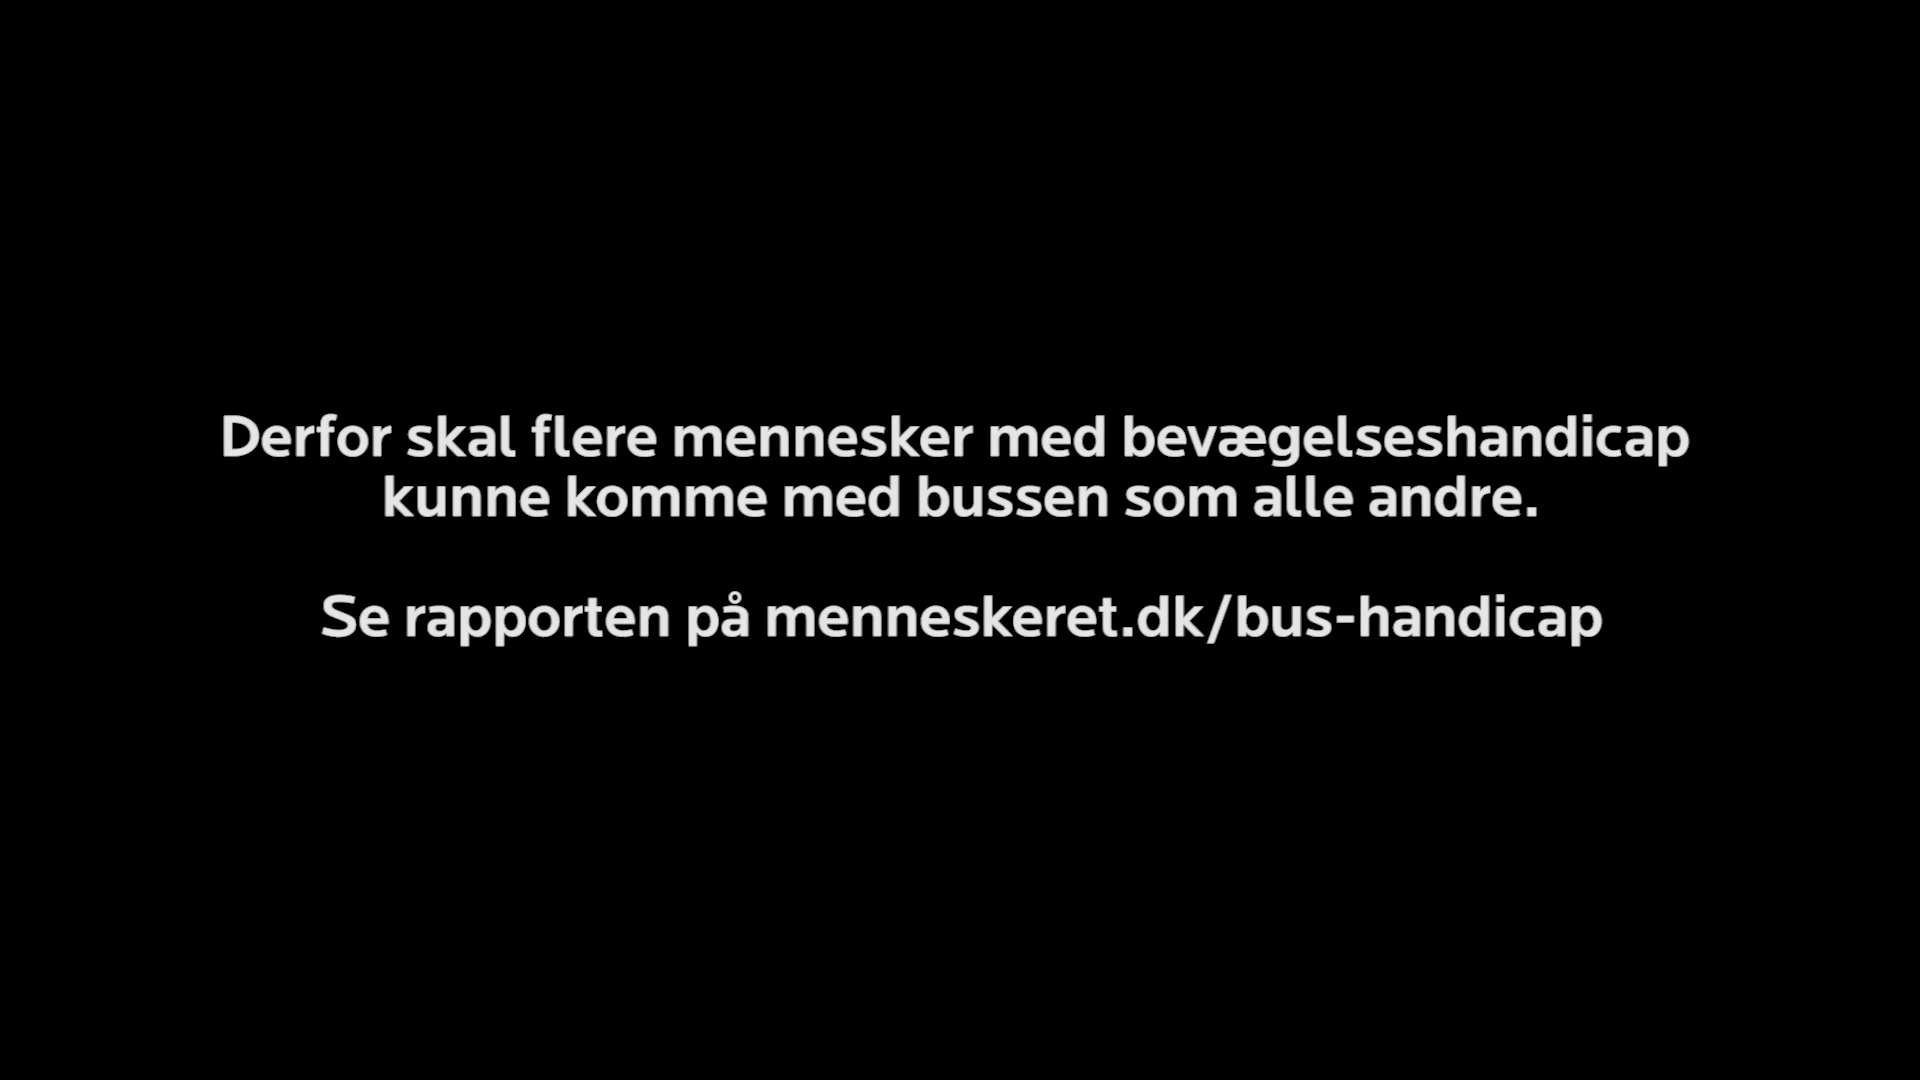 Derfor skal flere mennesker med bevægelseshandicap
kunne komme med bussen som alle andre.
Se rapporten på menneskeret.dk/bus-handicap